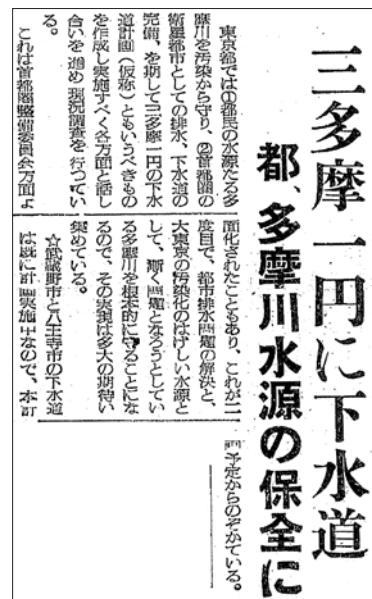 三多摩一円に下水道
都、多摩川水源の保全に
東京都では①都民の水源たる多
摩川を汚染から守り、②首都圏の
衛星都市としての排水、下水道の
完備、を期して三多摩一円の下水
道計画(仮称)ともいうべきもの
を作成し実施すべく各方面と話し
合いを進め現況調査を行つてい
る。
これは首都圏整備委員会方面よ
面化されたこともあり、これが二
度目で、都市排水問題の解決と、
大東京の汚染化のはげしい水源と
して、漸く問題となろうとしてい
る多摩川を根本的に守ることにな
るので、その実現は多大の期待い
集めている。
☆武蔵野市と八王寺市の下水道
は既に計画実施中なので、本計
画予定からのぞかている。